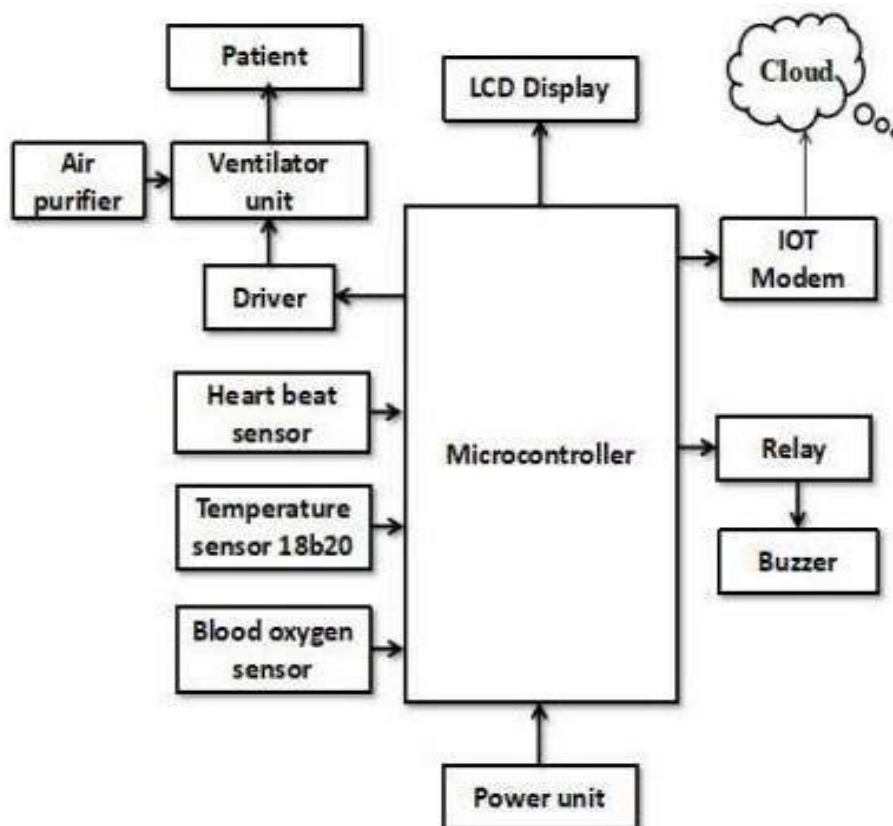 Patient
LCD Display
Cloud
Air
purifier
Ventilator
unit
IOT
Modem
Driver
Heart beat
sensor
Microcontroller
Relay
Temperature
sensor 18b20
Buzzer
Blood oxygen
sensor
Power unit